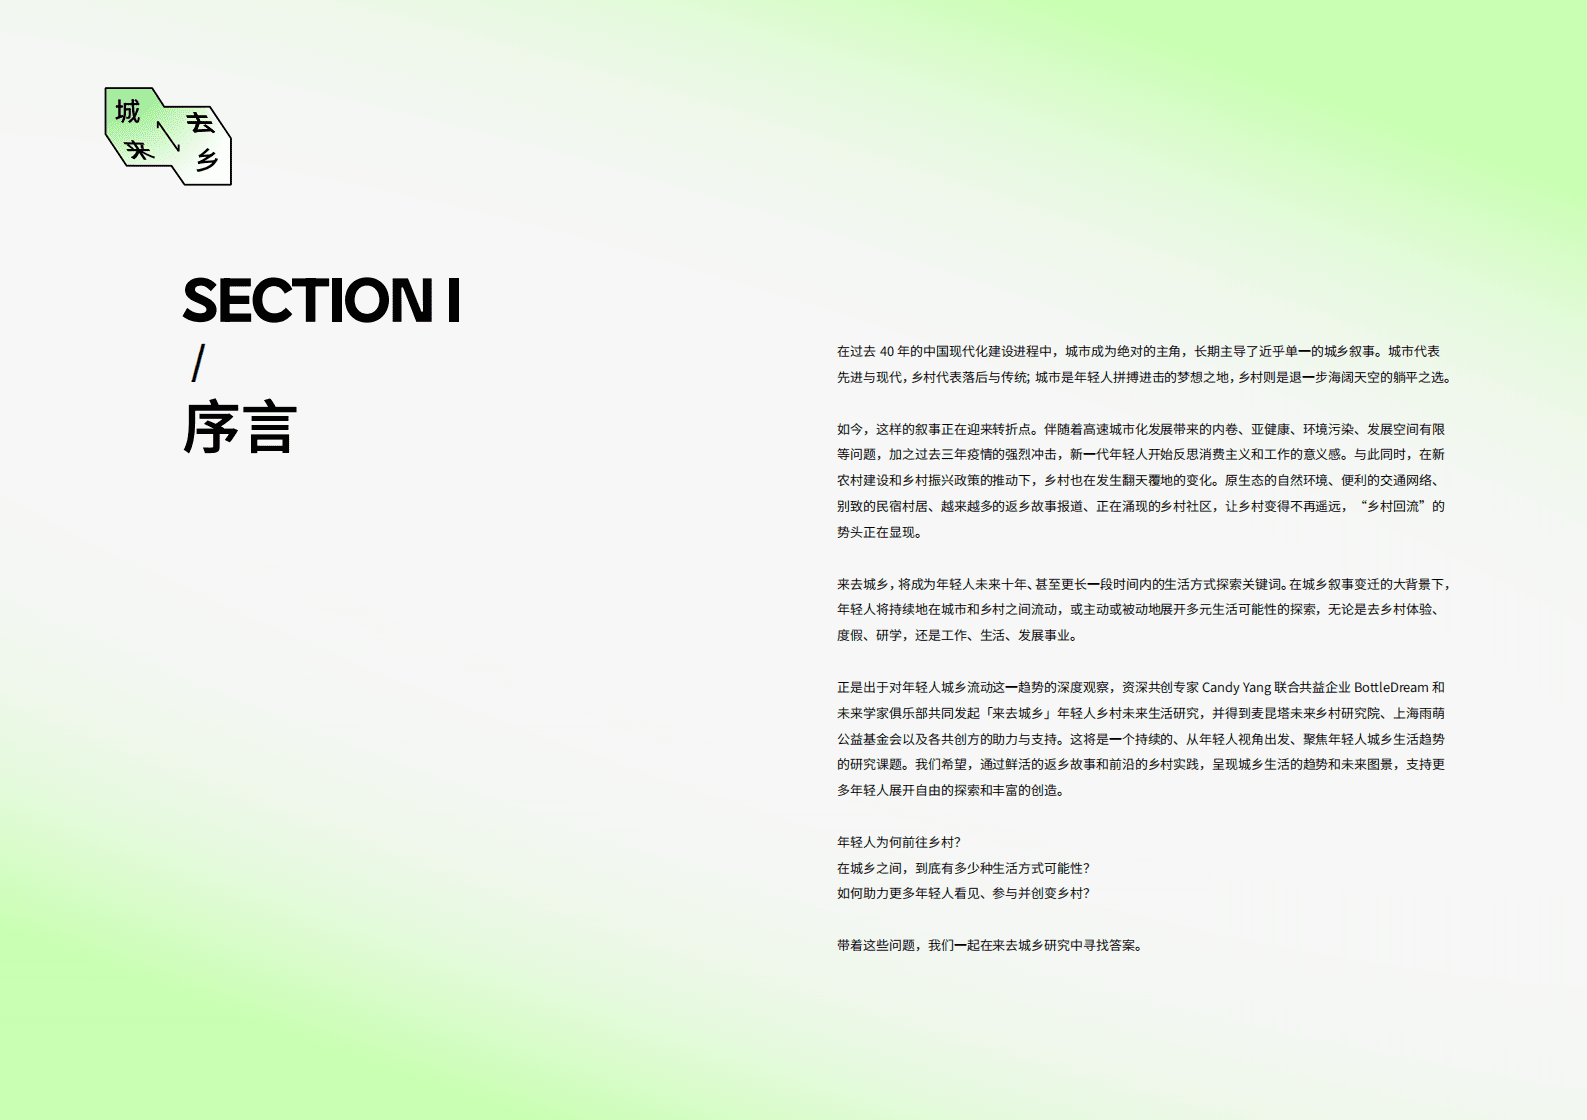 城 去
来 乡
SECTION I
/
序言
在过去 40 年的中国现代化建设进程中，城市成为绝对的主角，长期主导了近乎单一的城乡叙事。城市代表
先进与现代，乡村代表落后与传统；城市是年轻人拼搏进击的梦想之地，乡村则是退一步海阔天空的躺平之选。
如今，这样的叙事正在迎来转折点。伴随着高速城市化发展带来的内卷、亚健康、环境污染、发展空间有限
等问题，加之过去三年疫情的强烈冲击，新一代年轻人开始反思消费主义和工作的意义感。与此同时，在新
农村建设和乡村振兴政策的推动下，乡村也在发生翻天覆地的变化。原生态的自然环境、便利的交通网络、
别致的民宿村居、越来越多的返乡故事报道、正在涌现的乡村社区，让乡村变得不再遥远，“乡村回流”的
势头正在显现。
来去城乡，将成为年轻人未来十年、甚至更长一段时间内的生活方式探索关键词。在城乡叙事变迁的大背景下，
年轻人将持续地在城市和乡村之间流动，或主动或被动地展开多元生活可能性的探索，无论是去乡村体验、
度假、研学，还是工作、生活、发展事业。
正是出于对年轻人城乡流动这一趋势的深度观察，资深共创专家 Candy Yang 联合共益企业 BottleDream 和
未来学家俱乐部共同发起「来去城乡」年轻人乡村未来生活研究，并得到麦昆塔未来乡村研究院、上海雨萌
公益基金会以及各共创方的助力与支持。这将是一个持续的、从年轻人视角出发、聚焦年轻人城乡生活趋势
的研究课题。我们希望，通过鲜活的返乡故事和前沿的乡村实践，呈现城乡生活的趋势和未来图景，支持更
多年轻人展开自由的探索和丰富的创造。
年轻人为何前往乡村？
在城乡之间，到底有多少种生活方式可能性？
如何助力更多年轻人看见、参与并创变乡村？
带着这些问题，我们一起在来去城乡研究中寻找答案。